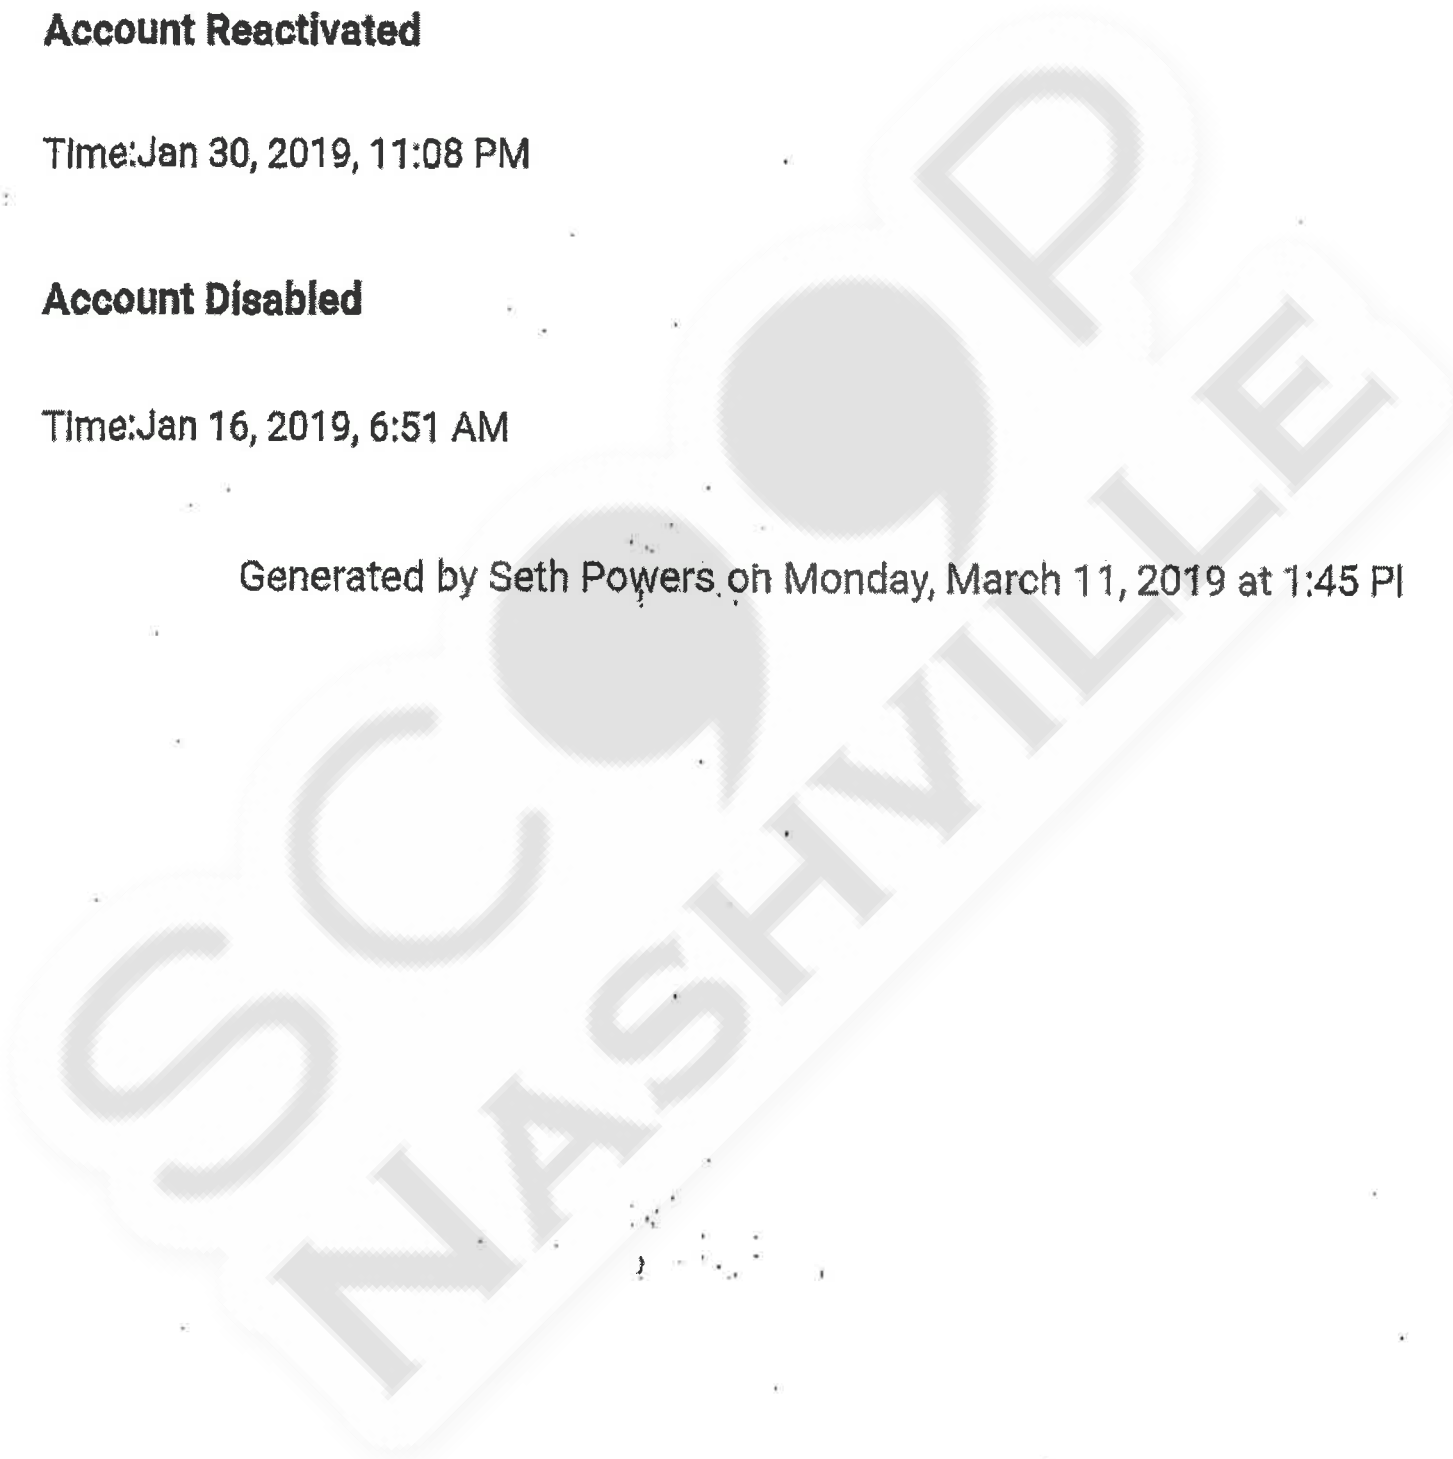 Account Reactivated
Time:Jan 30, 2019, 11:08 PM
Account Disabled
Time:Jan 16, 2019, 6:51 AM
Generated by Seth Powers on Monday, March 11, 2019 at 1:45 P
SCOOP
NASHVILLE